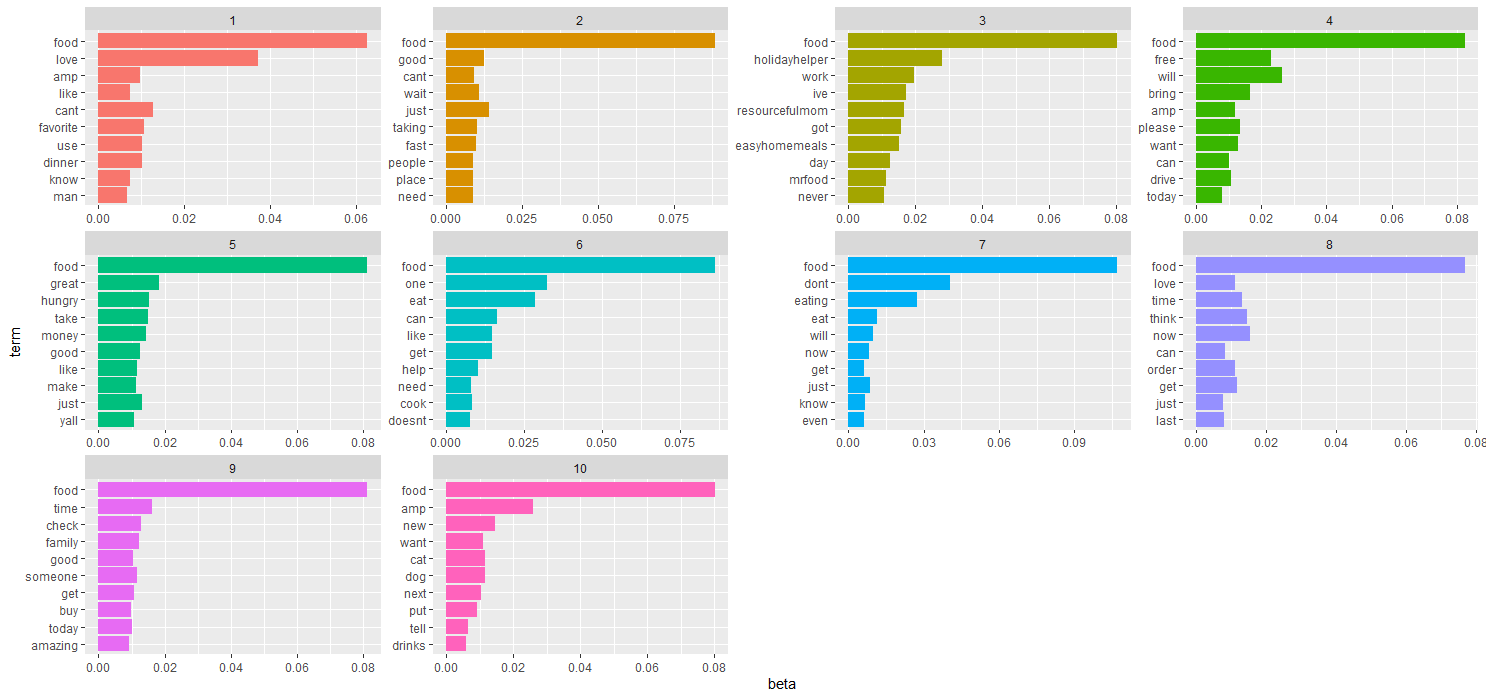 1
food
love
amp
like
cant
favorite
use
dinner
know
man
0.00 0.02 0.04 0.06
2
food
good
cant
wait
just
taking
fast
people
place
need
0.000 0.025 0.050 0.075
3
food
holidayhelper
work
ive
resourcefulmom
got
easyhomemeals
day
mrfood
never
0.00 0.02 0.04 0.06 0.08
4
food
free
will
bring
amp
please
want
can
drive
today
0.00 0.02 0.04 0.06 0.08
term
5
food
great
hungry
take
money
good
like
make
just
yall
0.00 0.02 0.04 0.06 0.08
6
food
one
eat
can
like
get
help
need
cook
doesnt
0.000 0.025 0.050 0.075
7
food
dont
eating
eat
will
now
get
just
know
even
0.00 0.03 0.06 0.09
8
food
love
time
think
now
can
order
get
just
last
0.00 0.02 0.04 0.06 0.08
9
food
time
check
family
good
someone
get
buy
today
amazing
0.00 0.02 0.04 0.06 0.08
10
food
amp
new
want
cat
dog
next
put
tell
drinks
0.00 0.02 0.04 0.06 0.08
beta